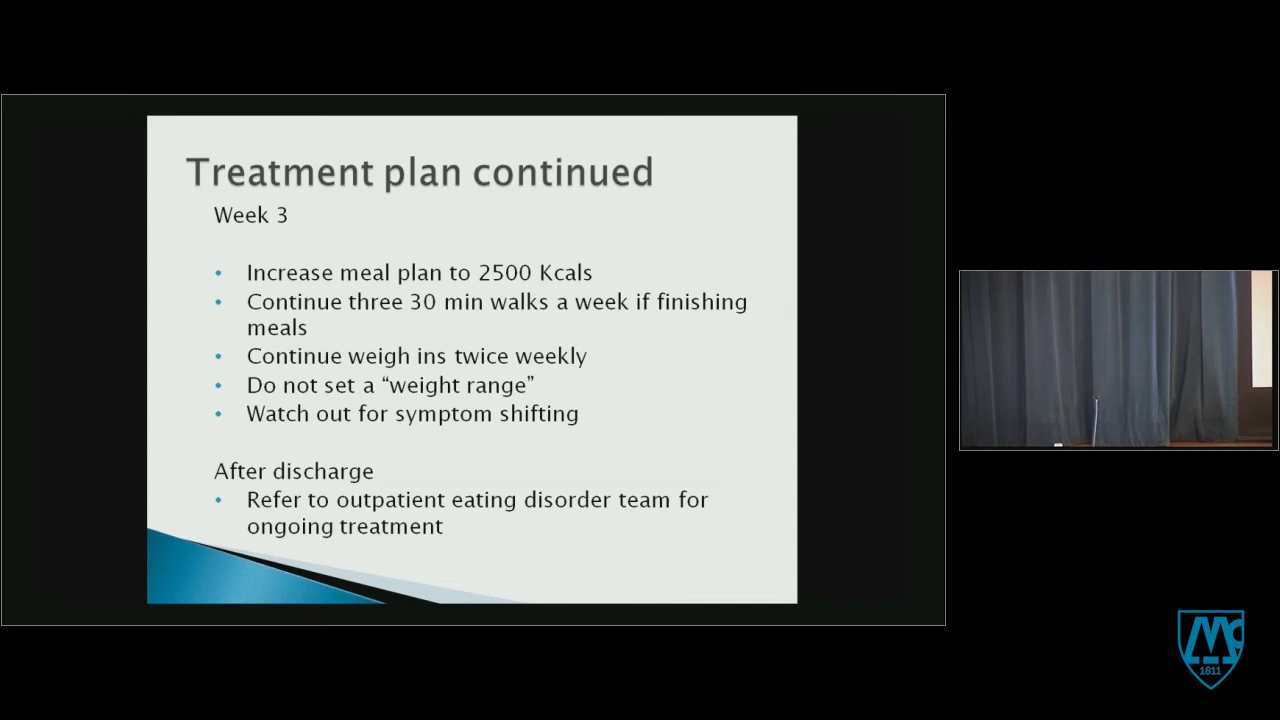 Treatment plan continued
Week 3
• Increase meal plan to 2500 Kcals
• Continue three 30 min walks a week if finishing
meals
• Continue weigh ins twice weekly
• Do not set a “weight range”
• Watch out for symptom shifting
After discharge
• Refer to outpatient eating disorder team for
ongoing treatment
Mc
1811